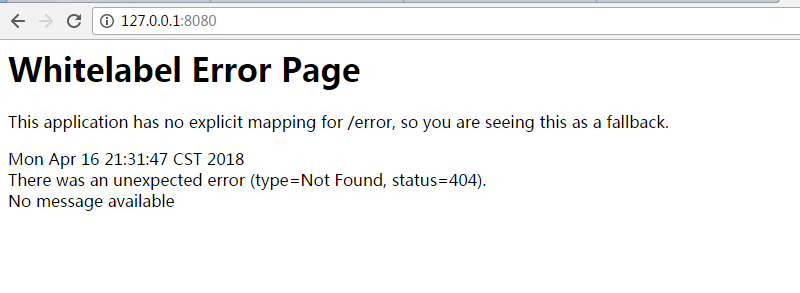 127.0.0.1:8080
Whitelabel Error Page
This application has no explicit mapping for /error, so you are seeing this as a fallback.
Mon Apr 16 21:31:47 CST 2018
There was an unexpected error (type=Not Found, status=404).
No message available